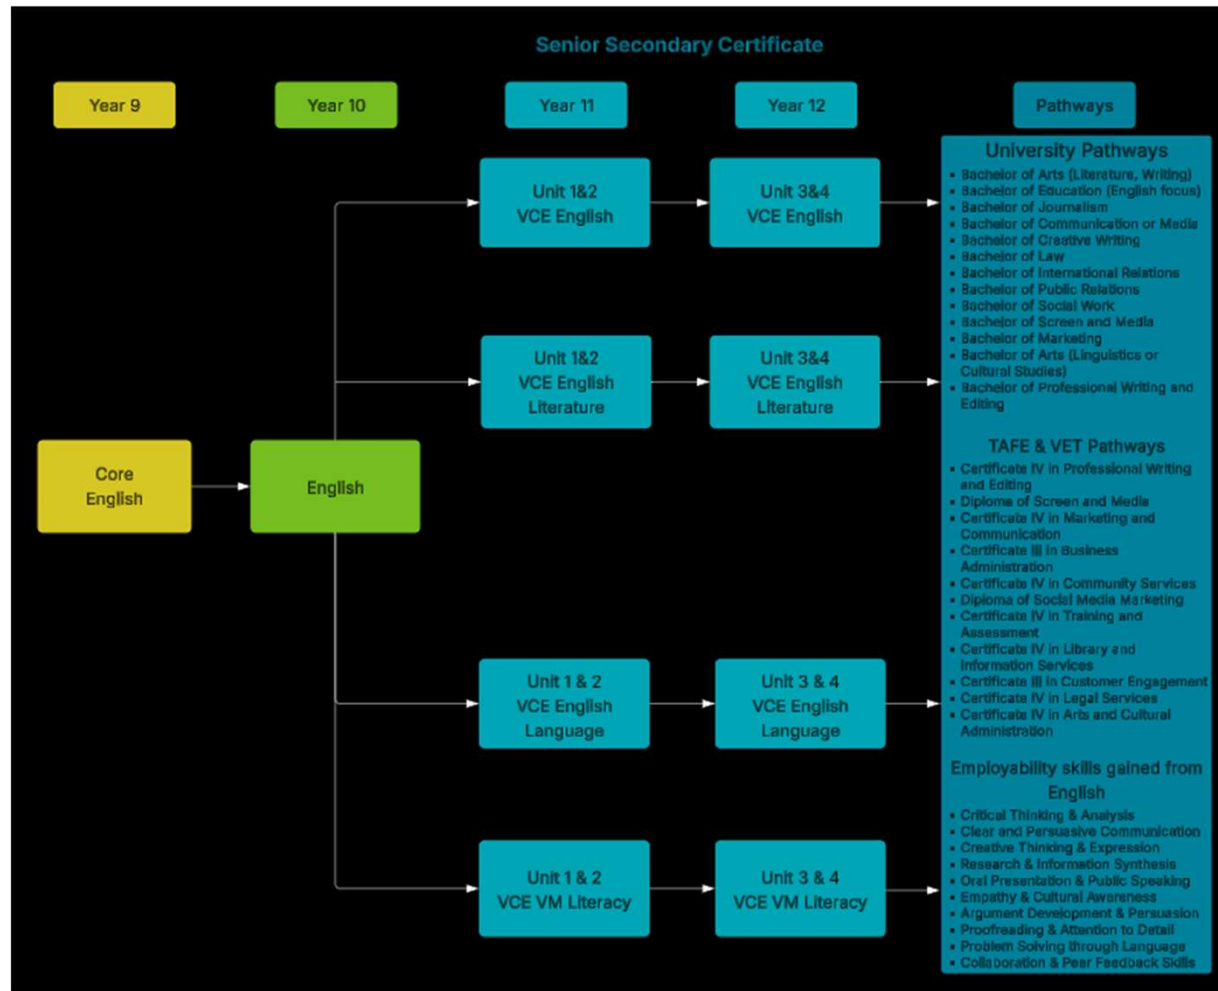 Senior Secondary Certificate
Year 9
Year 10
Year 11
Year 12
Pathways
Unit 1&2
VCE English
Unit 3&4
VCE English
Unit 1&2
VCE English
Literature
Unit 3&4
VCE English
Literature
Core
English
English
Unit 1 & 2
VCE English
Language
Unit 3 & 4
VCE English
Language
Unit 1 & 2
VCE VM Literacy
Unit 3 & 4
VCE VM Literacy
University Pathways
▪ Bachelor of Arts (Literature, Writing)
▪ Bachelor of Education (English focus)
▪ Bachelor of Journalism
▪ Bachelor of Communication or Media
▪ Bachelor of Creative Writing
▪ Bachelor of Law
▪ Bachelor of International Relations
▪ Bachelor of Public Relations
▪ Bachelor of Social Work
▪ Bachelor of Screen and Media
▪ Bachelor of Marketing
▪ Bachelor of Arts (Linguistics or
Cultural Studies)
▪ Bachelor of Professional Writing and
Editing
TAFE & VET Pathways
▪ Certificate IV in Professional Writing
and Editing
▪ Diploma of Screen and Media
▪ Certificate IV in Marketing and
Communication
▪ Certificate III in Business
Administration
▪ Certificate IV in Community Services
▪ Diploma of Social Media Marketing
▪ Certificate IV in Training and
Assessment
▪ Certificate IV in Library and
Information Services
▪ Certificate III in Customer Engagement
▪ Certificate IV in Legal Services
▪ Certificate IV in Arts and Cultural
Administration
Employability skills gained from
English
▪ Critical Thinking & Analysis
▪ Clear and Persuasive Communication
▪ Creative Thinking & Expression
▪ Research & Information Synthesis
▪ Oral Presentation & Public Speaking
▪ Empathy & Cultural Awareness
▪ Argument Development & Persuasion
▪ Proofreading & Attention to Detail
▪ Problem Solving through Language
▪ Collaboration & Peer Feedback Skills